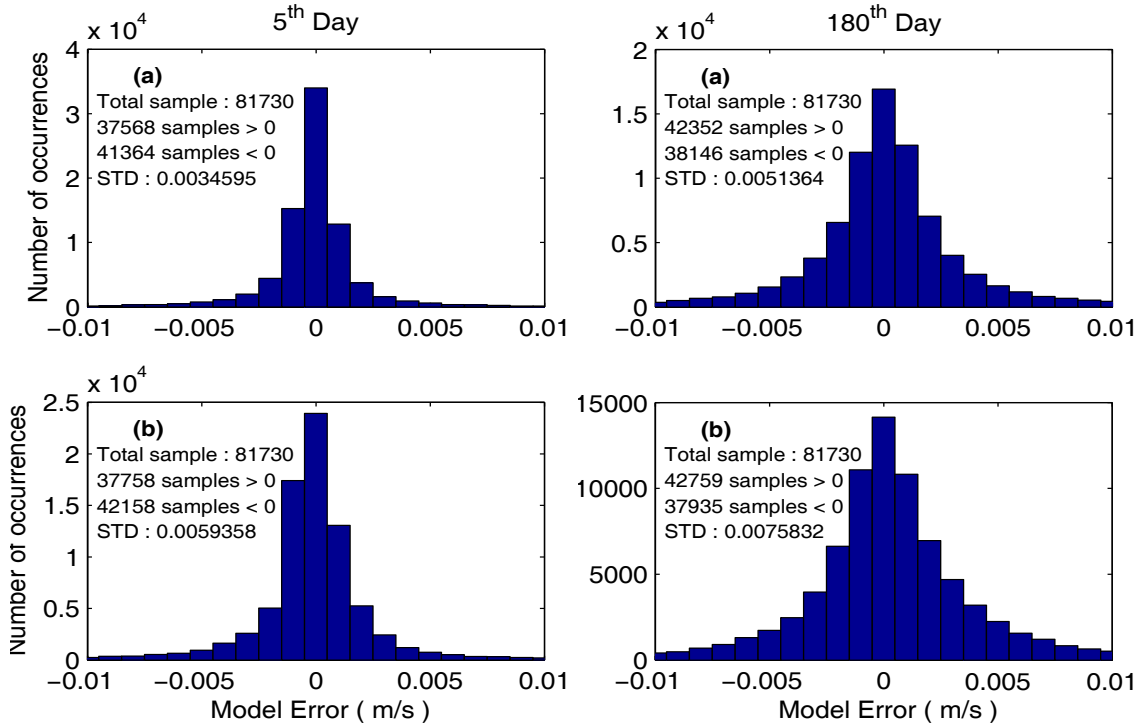 5th Day
x 10^4
Number of occurrences
4
3
2
1
0
(a)
Total sample : 81730
37568 samples > 0
41364 samples < 0
STD : 0.0034595
−0.01 −0.005 0 0.005 0.01
180th Day
x 10^4
2
1.5
1
0.5
0
(a)
Total sample : 81730
42352 samples > 0
38146 samples < 0
STD : 0.0051364
−0.01 −0.005 0 0.005 0.01
x 10^4
Number of occurrences
2.5
2
1.5
1
0.5
0
(b)
Total sample : 81730
37758 samples > 0
42158 samples < 0
STD : 0.0059358
−0.01 −0.005 0 0.005 0.01
Model Error ( m/s )
15000
10000
5000
0
(b)
Total sample : 81730
42759 samples > 0
37935 samples < 0
STD : 0.0075832
−0.01 −0.005 0 0.005 0.01
Model Error ( m/s )